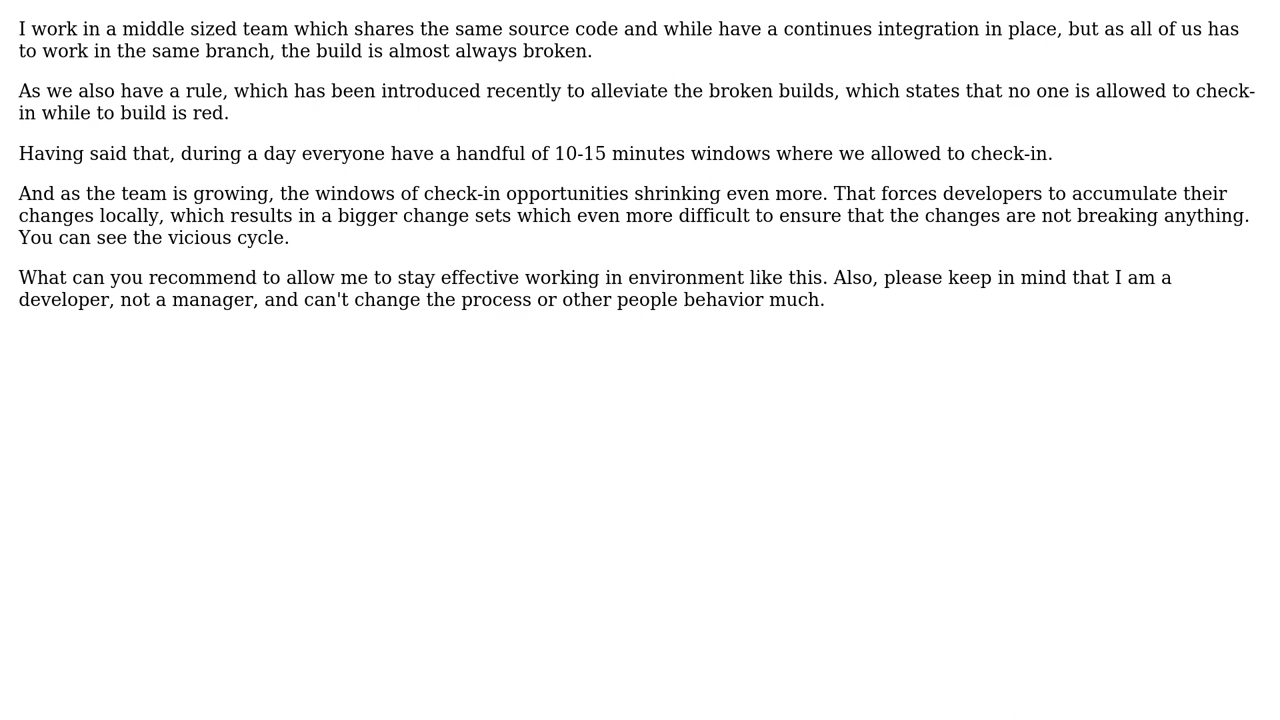 I work in a middle sized team which shares the same source code and while have a continues integration in place, but as all of us has
to work in the same branch, the build is almost always broken.
As we also have a rule, which has been introduced recently to alleviate the broken builds, which states that no one is allowed to check-
in while to build is red.
Having said that, during a day everyone have a handful of 10-15 minutes windows where we allowed to check-in.
And as the team is growing, the windows of check-in opportunities shrinking even more. That forces developers to accumulate their
changes locally, which results in a bigger change sets which even more difficult to ensure that the changes are not breaking anything.
You can see the vicious cycle.
What can you recommend to allow me to stay effective working in environment like this. Also, please keep in mind that I am a
developer, not a manager, and can't change the process or other people behavior much.